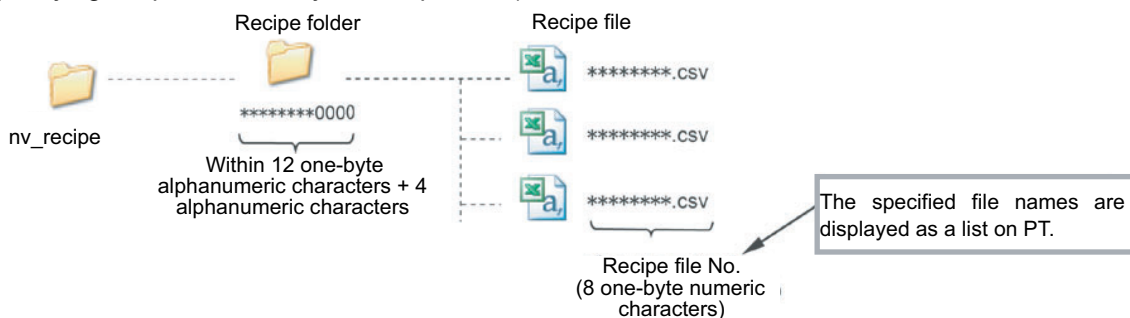 Recipe folder
Recipe file
nv_recipe
********0000
Within 12 one-byte
alphanumeric characters + 4
alphanumeric characters
********.csv
********.csv
********.csv
Recipe file No.
(8 one-byte numeric
characters)
The specified file names are
displayed as a list on PT.